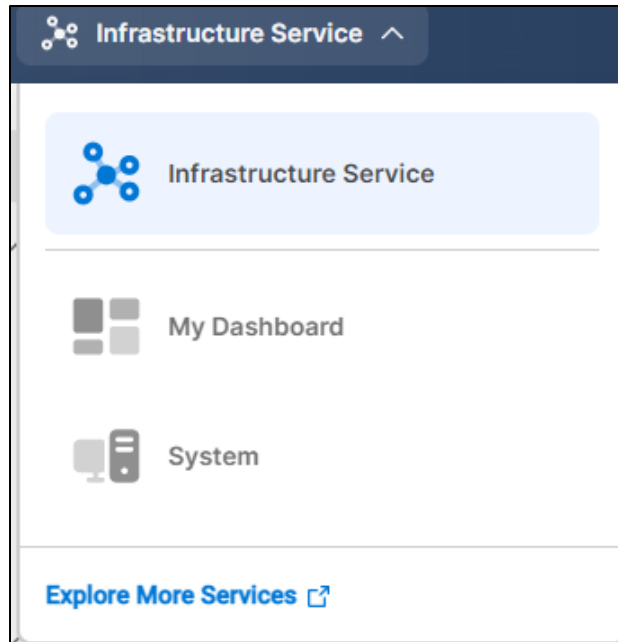 Infrastructure Service
Infrastructure Service
My Dashboard
System
Explore More Services